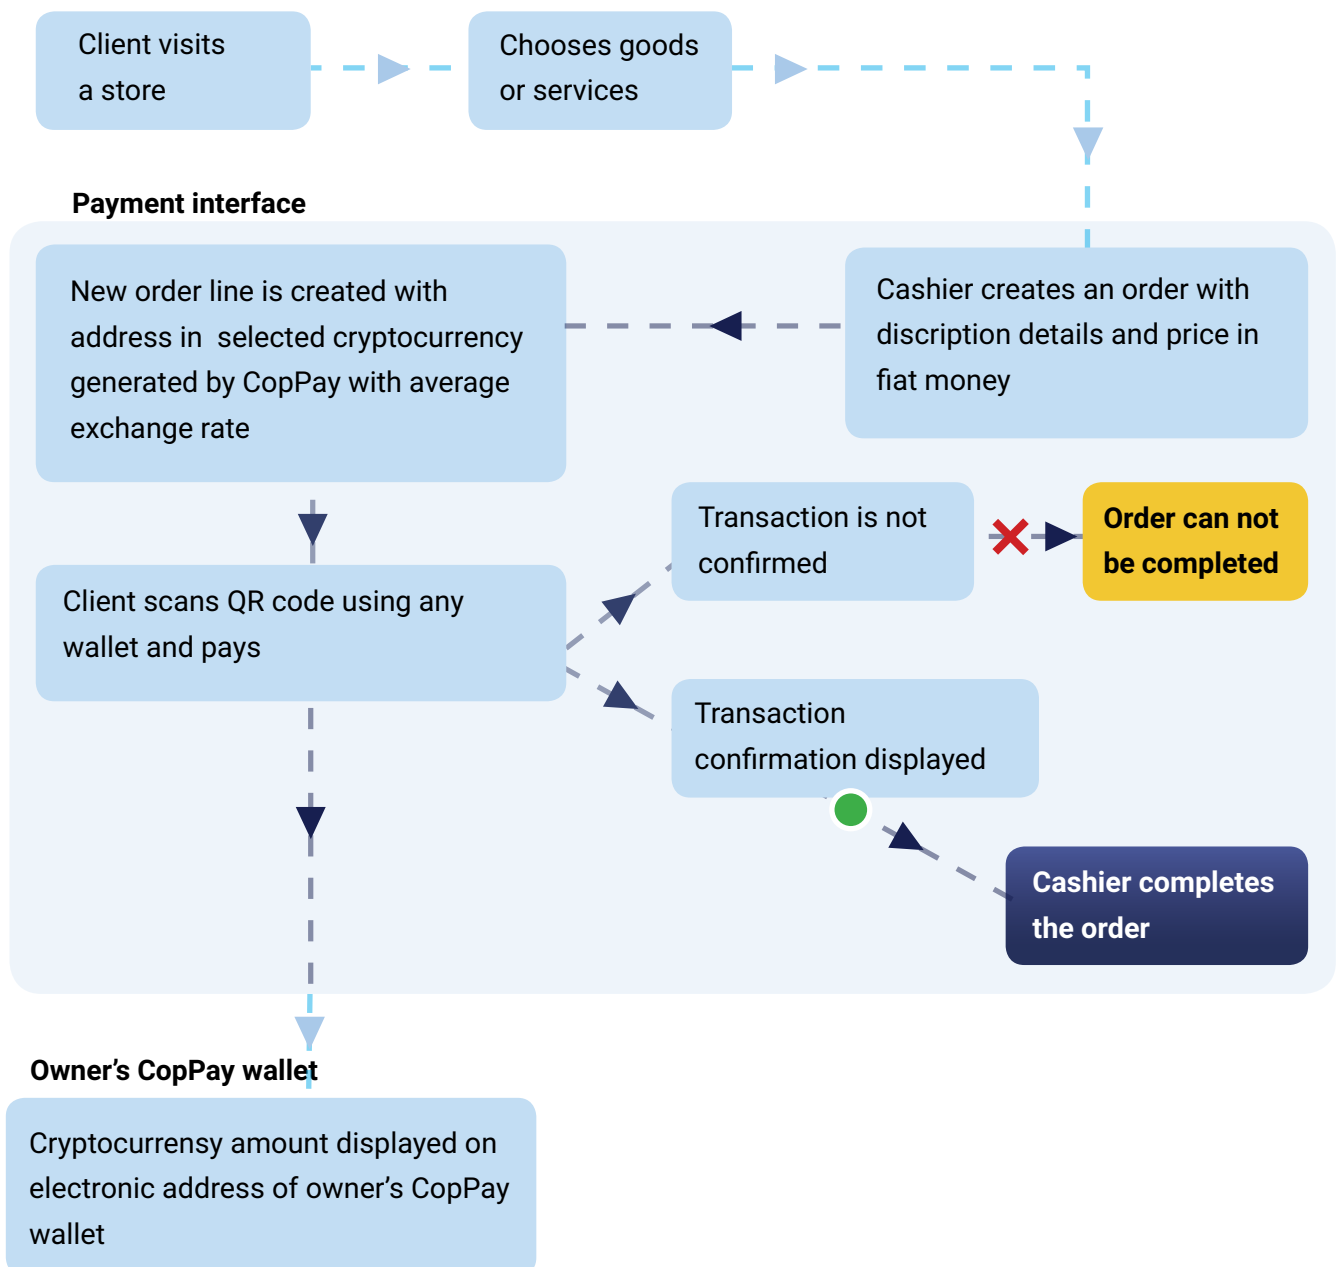 Client visits
a store
Chooses goods
or services
Payment interface
Cashier creates an order with
discription details and price in
fiat money
New order line is created with
address in  selected cryptocurrency
generated by CopPay with average
exchange rate
Client scans QR code using any
wallet and pays
Transaction is not
confirmed
Order can not
be completed
Transaction
confirmation displayed
Cashier completes
the order
Owner’s CopPay wallet
Cryptocurrensy amount displayed on
electronic address of owner’s CopPay
wallet